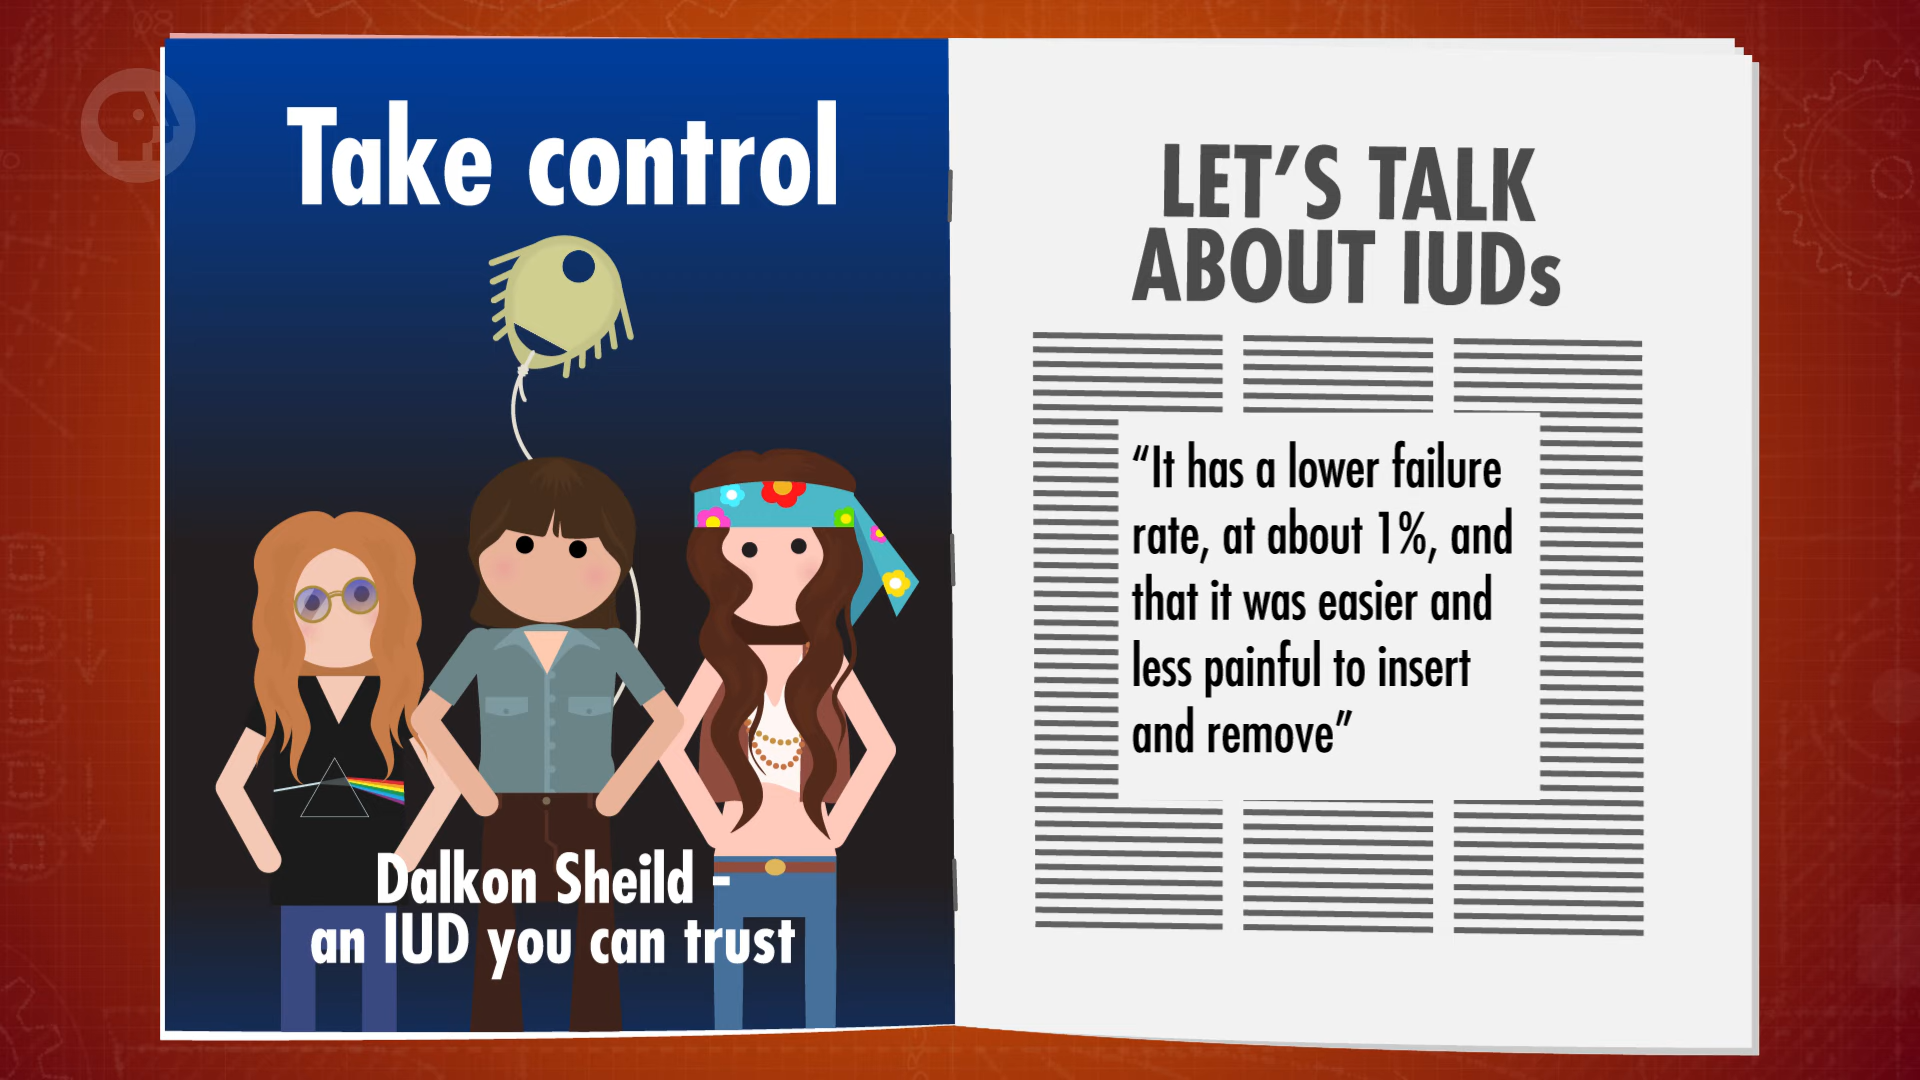 Take control
Dalkon Sheild -
an IUD you can trust
LET'S TALK
ABOUT IUDs
“It has a lower failure
rate, at about 1%, and
that it was easier and
less painful to insert
and remove”